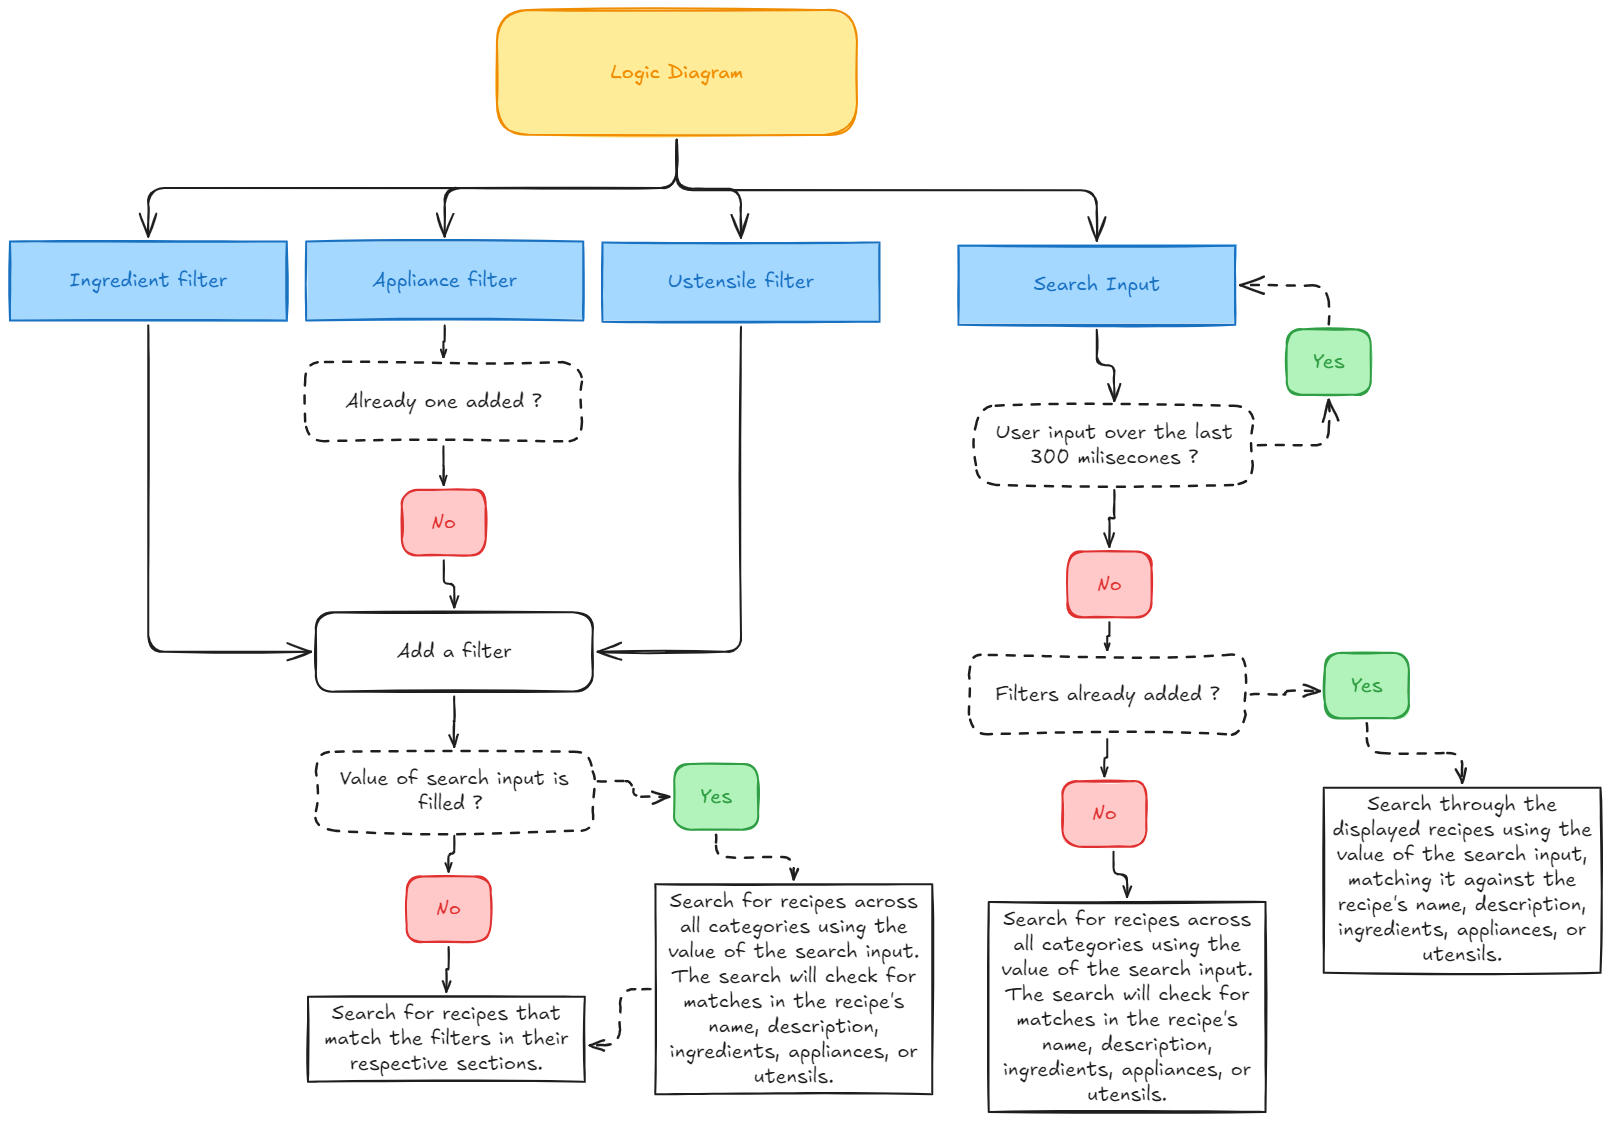 Logic Diagram
Ingredient filter
Appliance filter
Ustensile filter
Search Input
Yes
Already one added ?
User input over the last
300 milisecones ?
No
No
Add a filter
Filters already added ?
Yes
Value of search input is
filled ?
Yes
No
Search through the
displayed recipes using the
value of the search input,
matching it against the
recipe's name, description,
ingredients, appliances, or
utensils.
No
Search for recipes across
all categories using the
value of the search input.
The search will check for
matches in the recipe's
name, description,
ingredients, appliances, or
utensils.
Search for recipes across
all categories using the
value of the search input.
The search will check for
matches in the recipe's
name, description,
ingredients, appliances, or
utensils.
Search for recipes that
match the filters in their
respective sections.